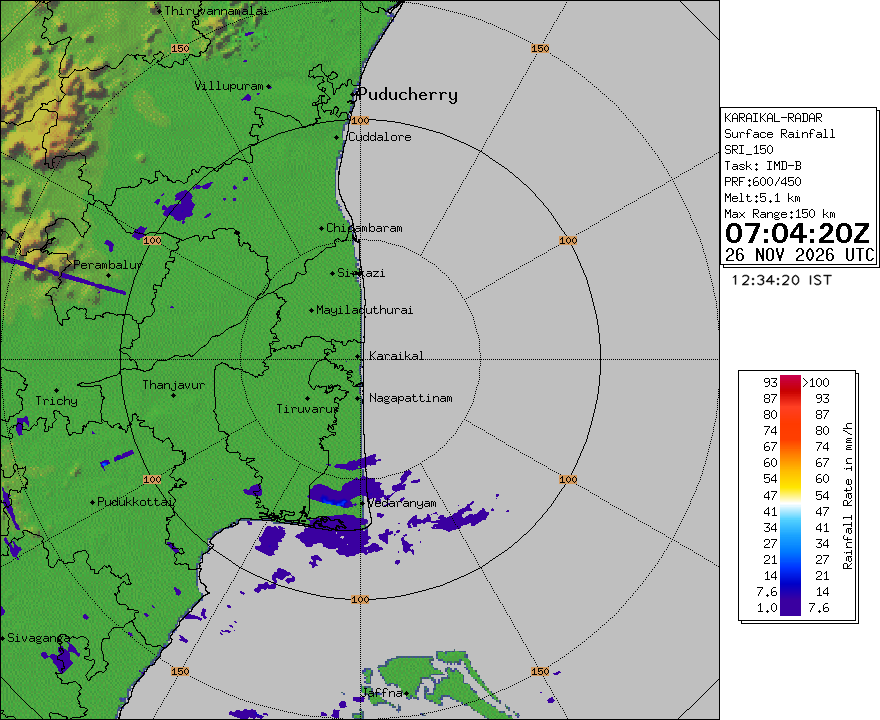 Thiruvannamalai
150
150
Villupuram
Puducherry
100
Cuddalore
Chidambaram
100
100
Perambalur
Sirkazi
Mayiladuthurai
Karaikal
Thanjavur
Trichy
Tiruvarur
Nagapattinam
100
100
Pudukkottai
Vedaranyam
100
Sivaganga
150
150
Jaffna
KARAIKAL-RADAR
Surface Rainfall
SRI_150
Task: IMD-B
PRF:600/450
Melt:5.1 km
Max Range:150 km
07:04:20Z
26 NOV 2026 UTC
12:34:20 IST
93 >100
87 93
80 87
74 80
67 74
60 67
54 60
47 54
41 47
34 41
27 34
21 27
14 21
7.6 14
1.0 7.6
Rainfall Rate in mm/h